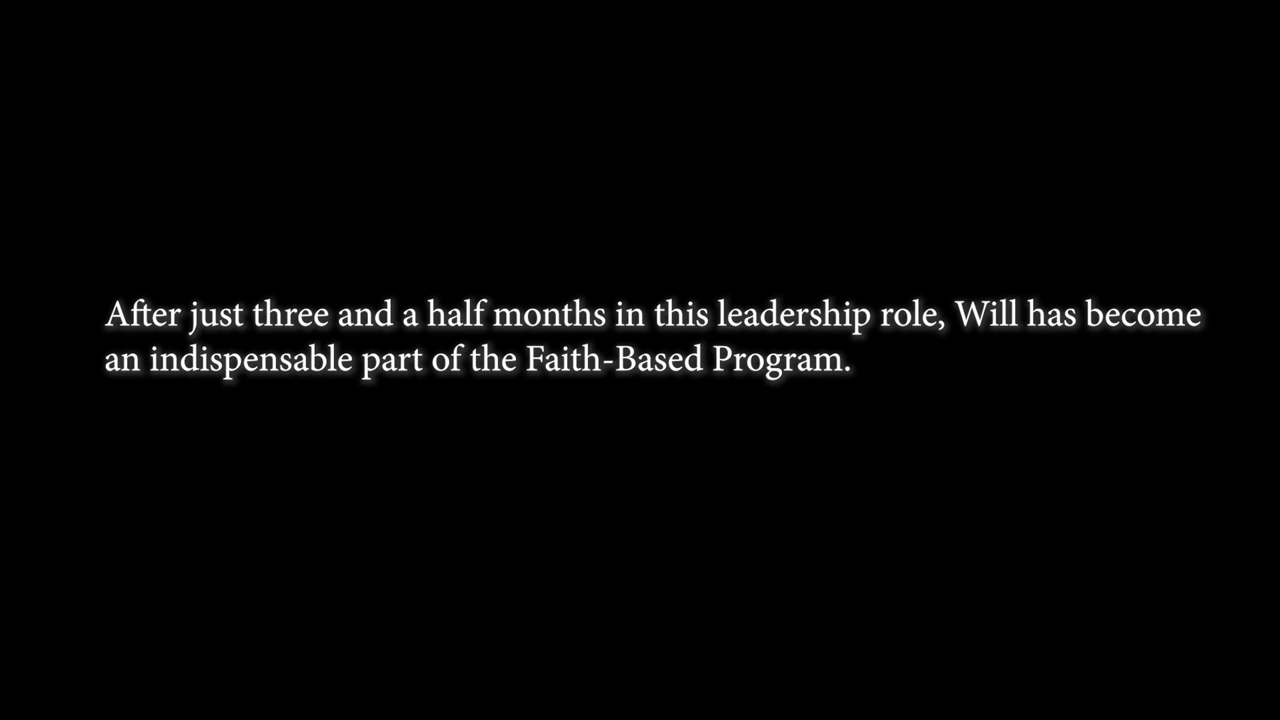 After just three and a half months in this leadership role, Will has become
an indispensable part of the Faith-Based Program.